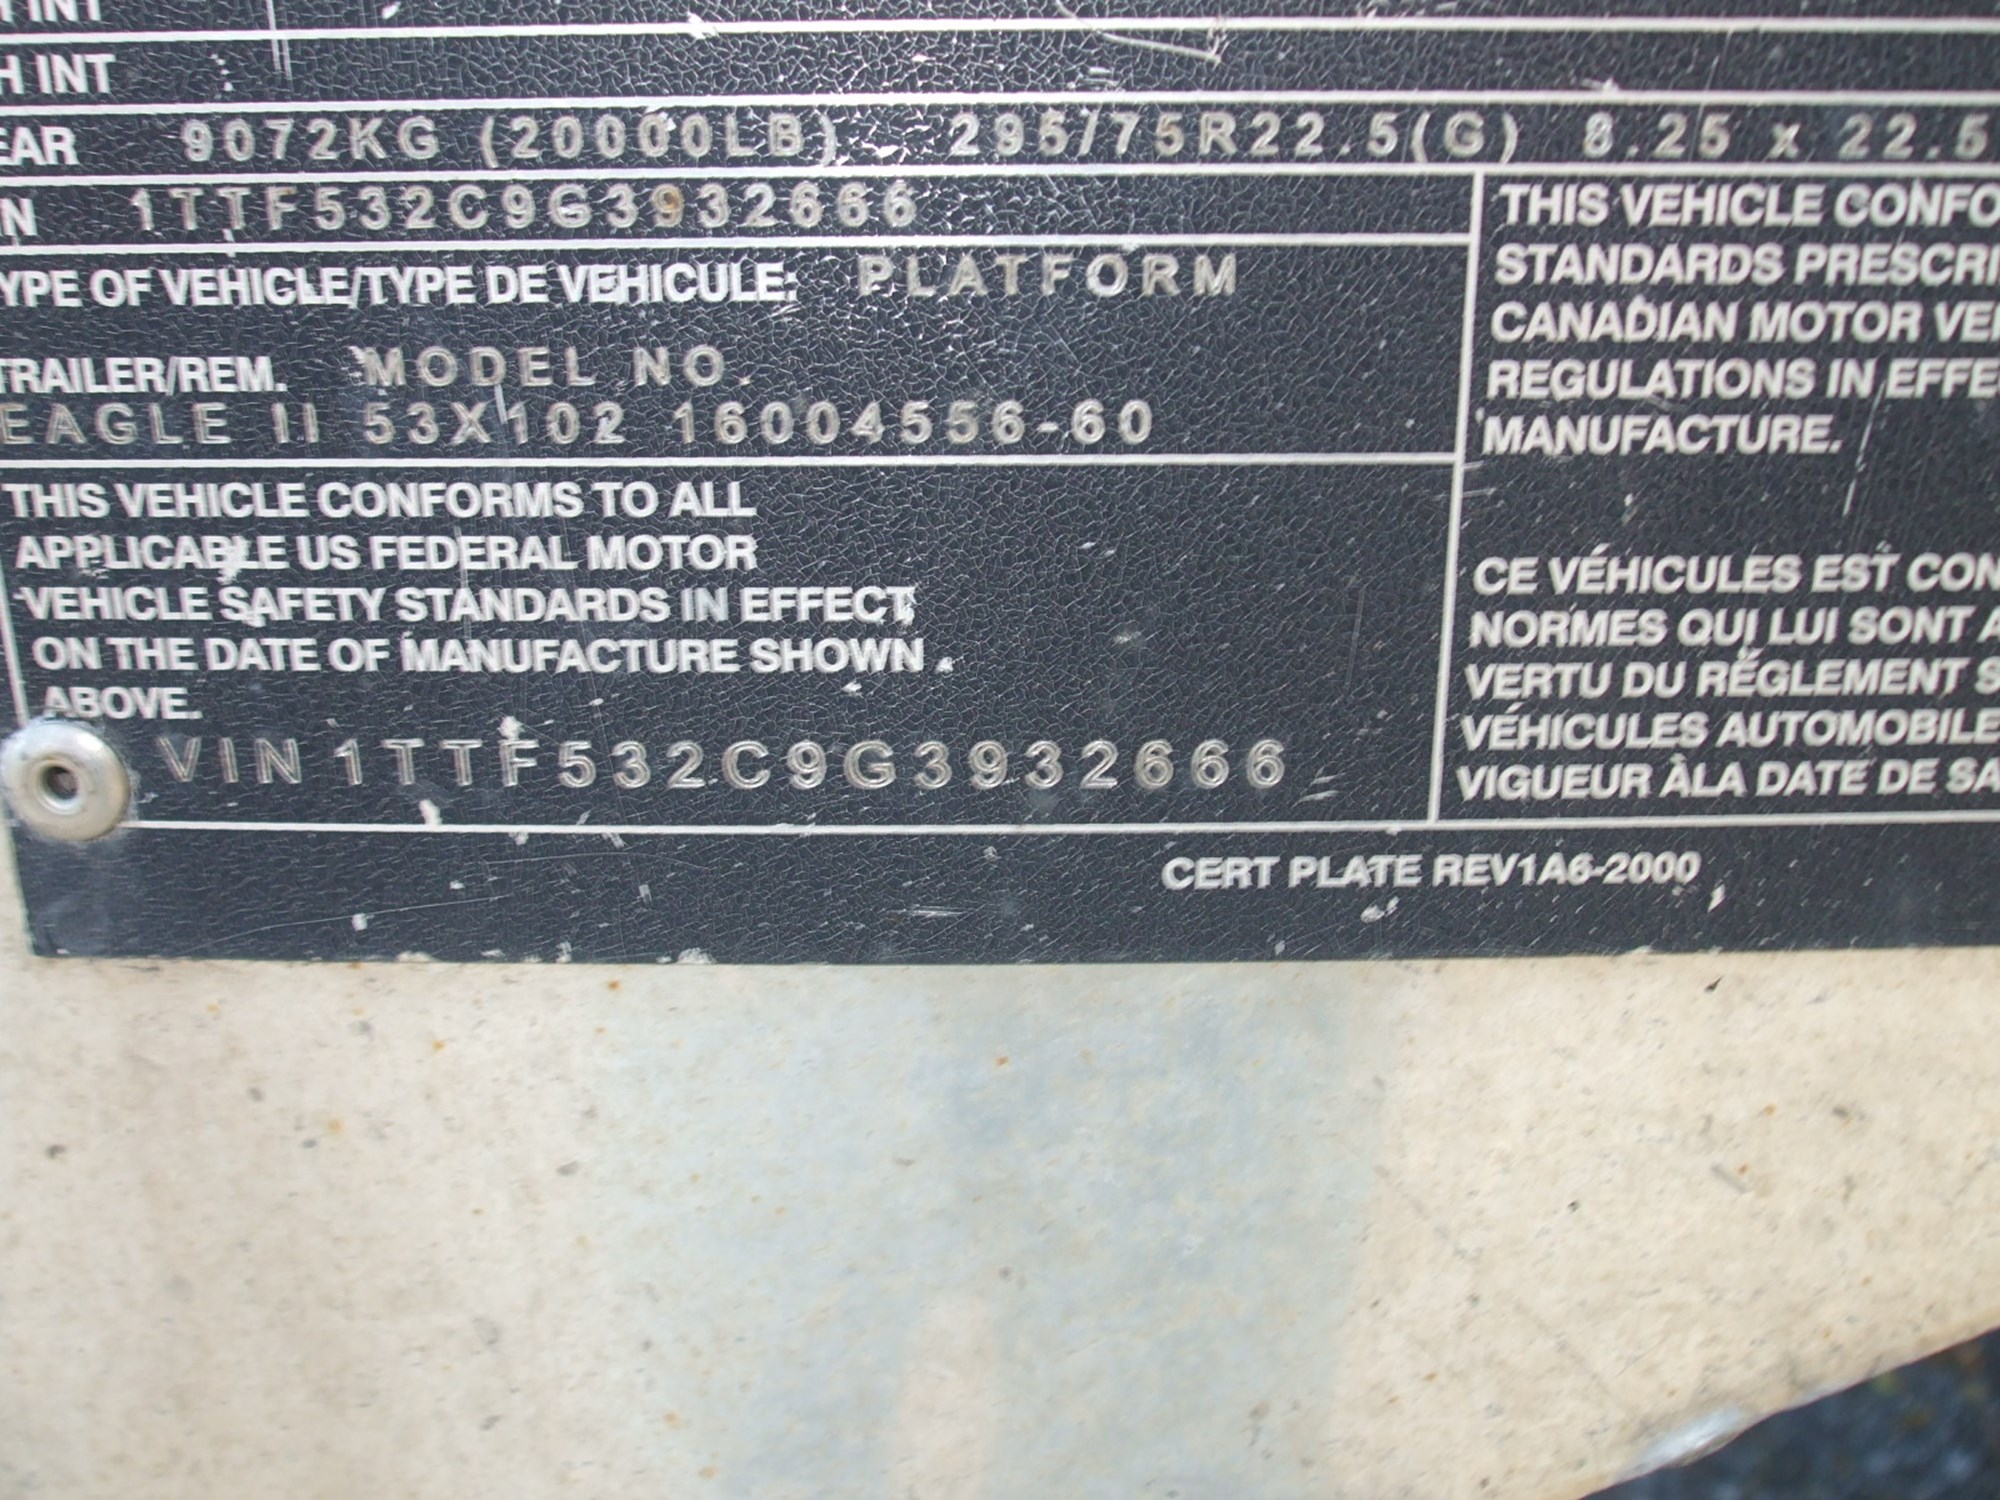 INT
H INT
EAR 9072KG (20000LB) 295/75R22.5(G) 8.25 x 22.5
IN 1TTF532C9G3932666
YPE OF VEHICLE/TYPE DE VEHICULE: PLATFORM
TRAILER/REM. MODEL NO.
EAGLE II 53X102 16004556-60
THIS VEHICLE CONFORMS TO ALL
APPLICABLE US FEDERAL MOTOR
VEHICLE SAFETY STANDARDS IN EFFECT
ON THE DATE OF MANUFACTURE SHOWN
ABOVE.
VIN 1TTF532C9G3932666
THIS VEHICLE CONFO
STANDARDS PRESCRI
CANADIAN MOTOR VE
REGULATIONS IN EFFE
MANUFACTURE.
CE VÉHICULES EST CON
NORMES QUI LUI SONT A
VERTU DU RĔGLEMENT S
VÉHICULES AUTOMOBILE
VIGUEUR ÀLA DATE DE SA
CERT PLATE REV1A6-2000